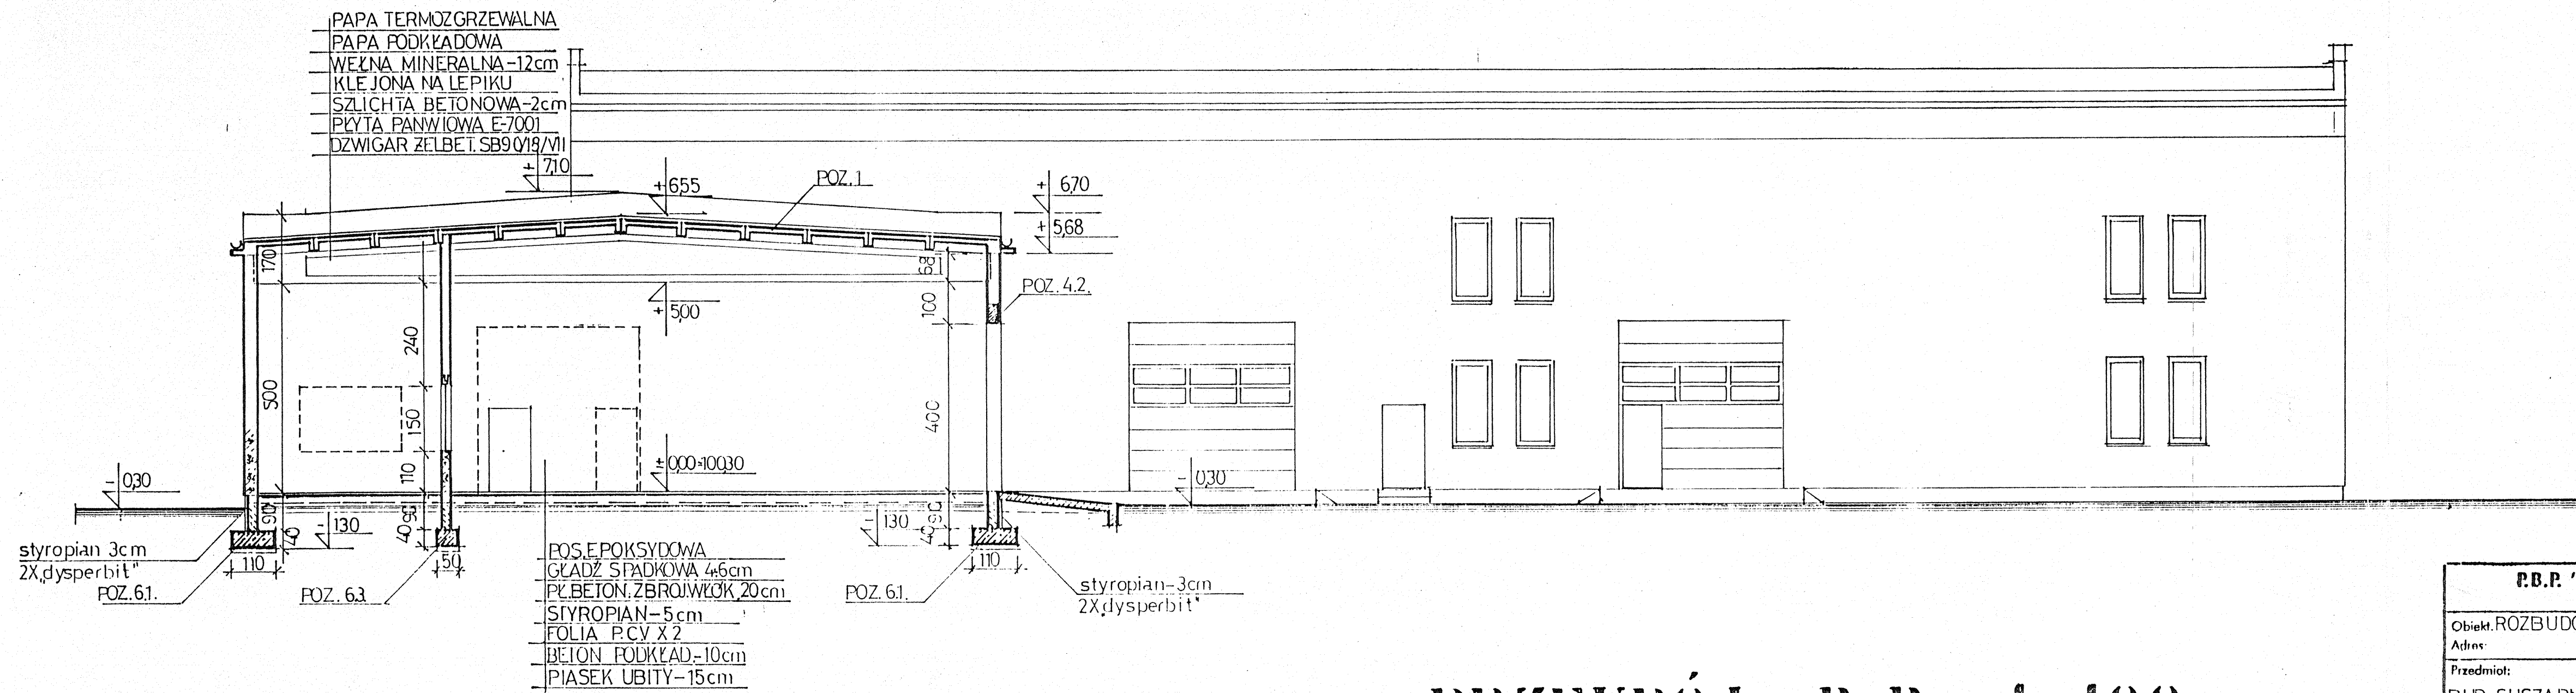 PAPA TERMOZGRZEWALNA
PAPA PODKŁADOWA
WEŁNA MINERALNA-12cm
KLEJONA NA LEPIKU
SZLICHTA BETONOWA-2cm
PŁYTA PANWIOWA E-7001
DZWIGAR ŻELBET. SB90/18/VII
+ 7,10
+ 6,55
POZ. 1
+ 6,70
+ 5,68
170
68
POZ. 4.2.
100
+ 5,00
240
500
150
400
110
+ 0,00=100,30
- 0,30
- 0,30
90
40
- 130
40 90
- 130
40 90
styropian 3cm
2X„dysperbit"
110
50
110
POZ. 6.1.
POZ. 6.3
POZ. 6.1.
styropian-3cm
2X„dysperbit"
POS. EPOKSYDOWA
GŁADŹ SPADKOWA 4÷6cm
PŁ.BETON. ZBROJ.WŁÓK. 20cm
STYROPIAN-5cm
FOLIA P.C.V X 2
BETON PODKŁAD.-10cm
PIASEK UBITY-15cm
P.B.P. "
Obiekt: ROZBUDO
Adres:
Przedmiot: